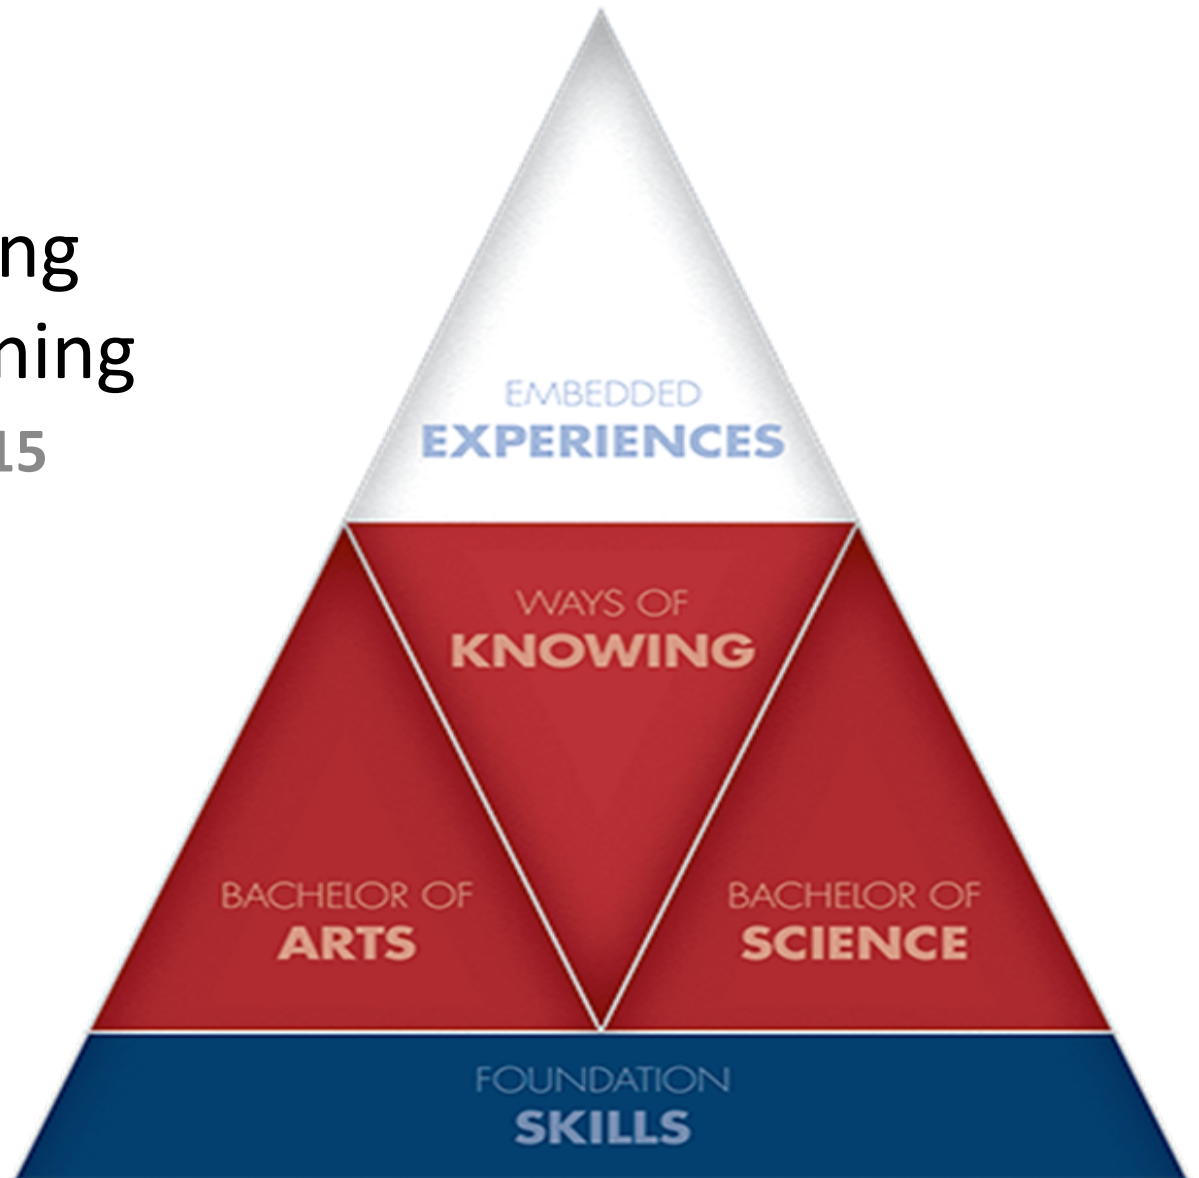 ng
ning
15
EMBEDDED
EXPERIENCES
WAYS OF
KNOWING
BACHELOR OF
ARTS
BACHELOR OF
SCIENCE
FOUNDATION
SKILLS